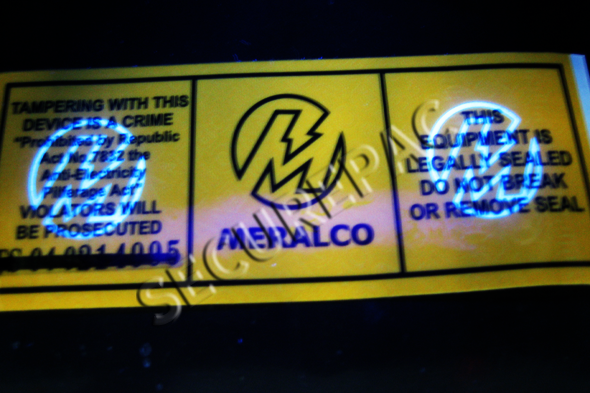 TAMPERING WITH THIS
DEVICE IS A CRIME
"Prohibited by Republic
Act No.7832 the
Anti-Electricity
Pilferage Act"
VIOLATORS WILL
BE PROSECUTED
MERALCO
THIS
EQUIPMENT IS
LEGALLY SEALED
DO NOT BREAK
OR REMOVE SEAL
SECUREPAC